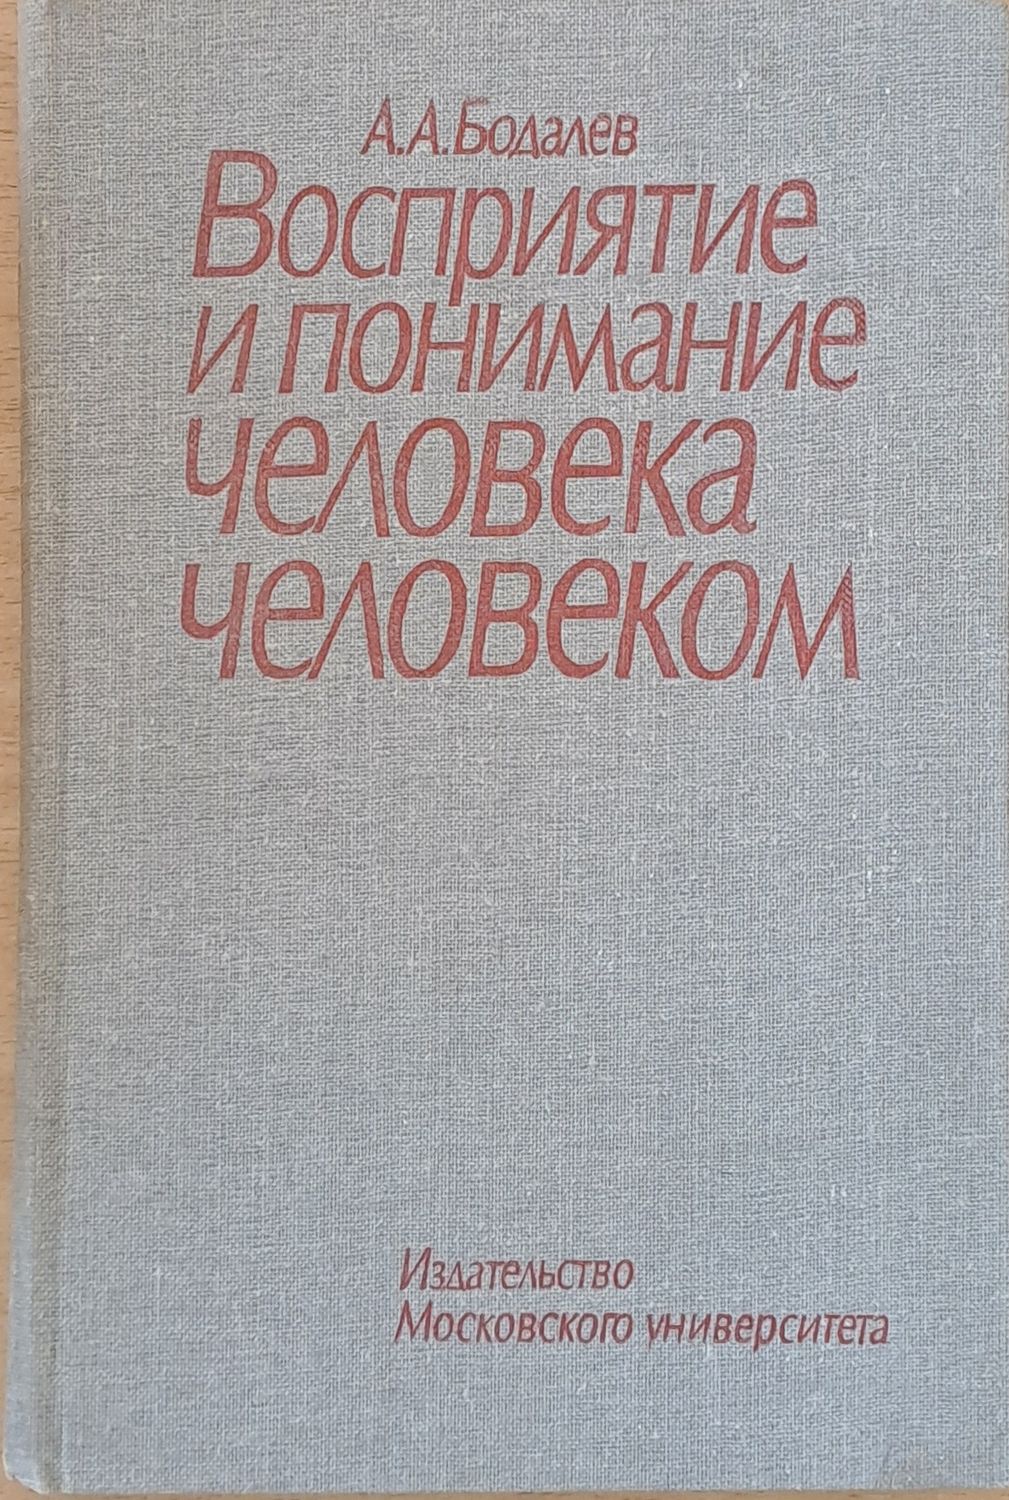 А.А.Бодалев
Восприятие
и понимание
человека
человеком
Издательство
Московского университета